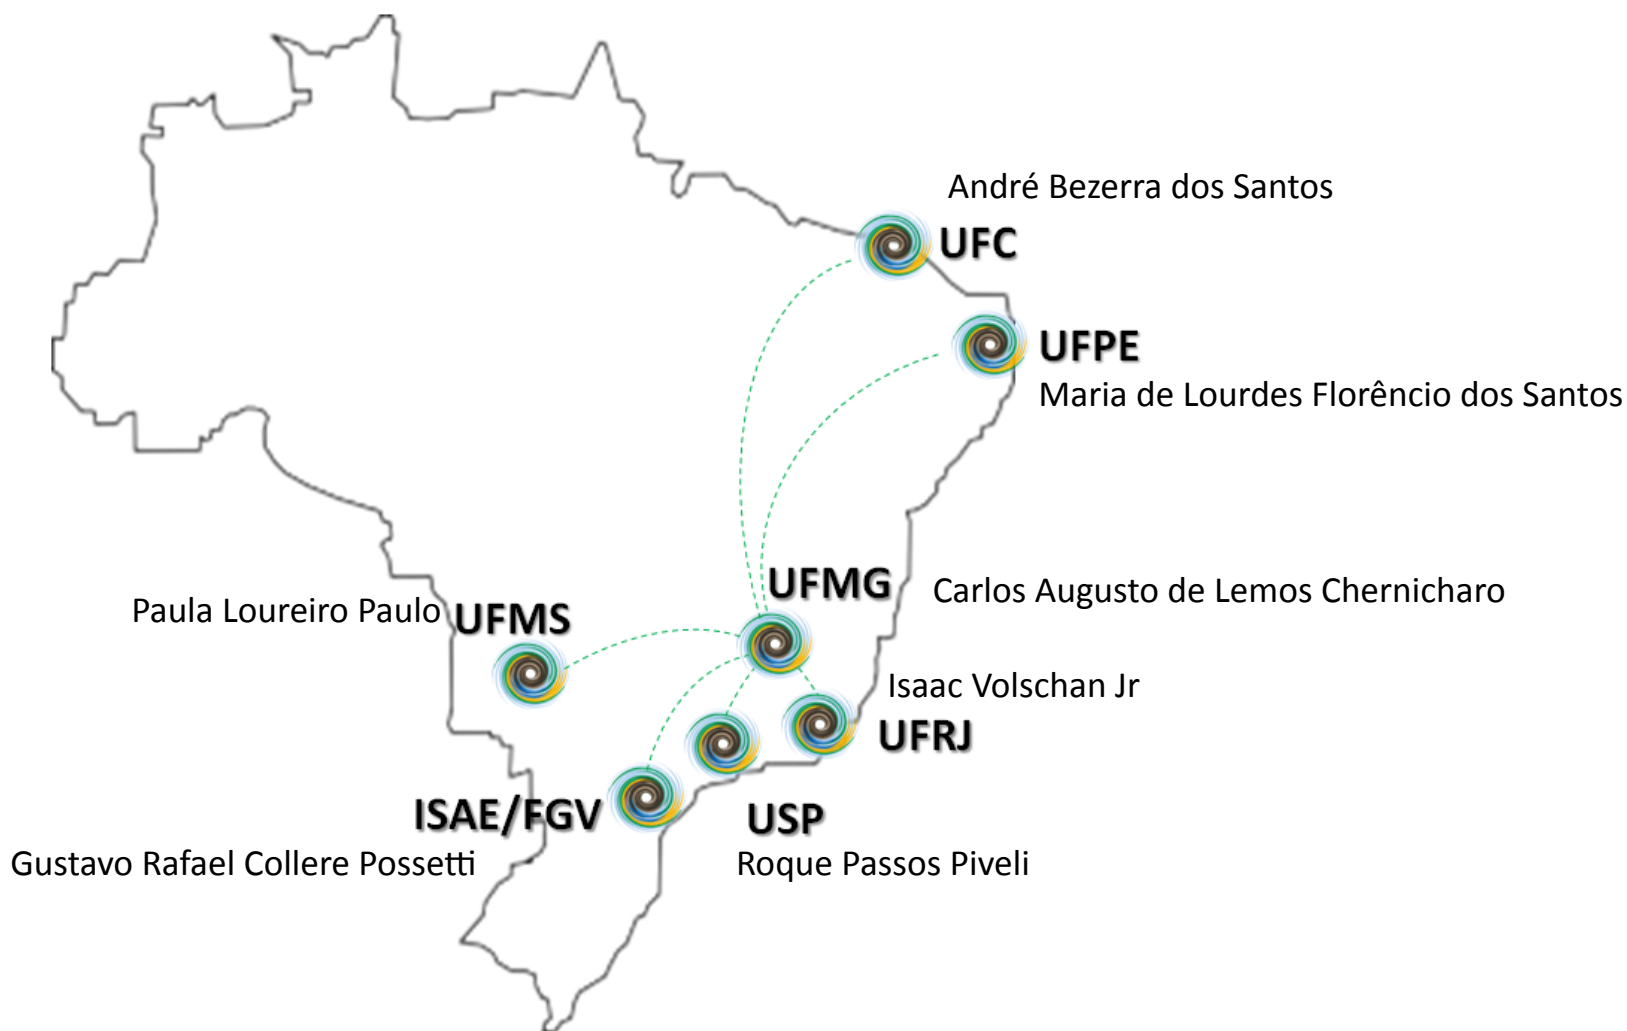 André Bezerra dos Santos
UFC
UFPE
Maria de Lourdes Florêncio dos Santos
UFMG
Carlos Augusto de Lemos Chernicharo
Paula Loureiro Paulo
UFMS
Isaac Volschan Jr
UFRJ
ISAE/FGV
USP
Gustavo Rafael Collere Possetti
Roque Passos Piveli